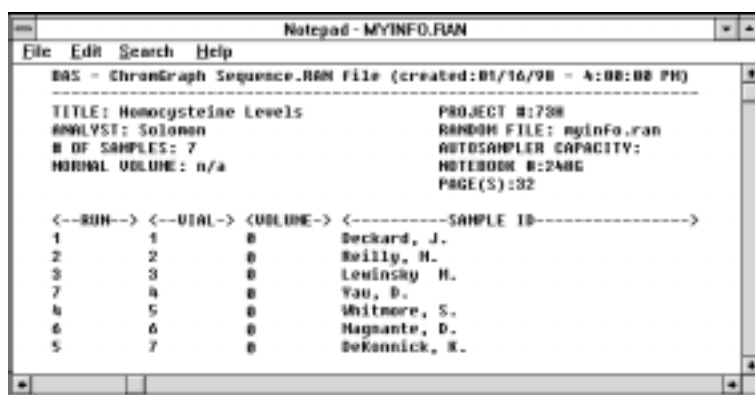 Notepad - MYINFO.RAN
File Edit Search Help
BAS - ChromGraph Sequence.RAN file (created:01/16/98 - 4:00:00 PM)
--------------------------------------------------------------------------------
TITLE: Homocysteine Levels PROJECT #:73H
ANALYST: Solomon RANDOM FILE: myinfo.ran
# OF SAMPLES: 7 AUTOSAMPLER CAPACITY:
NORMAL VOLUME: n/a NOTEBOOK #:248G
PAGE(S):32
<--RUN--> <--VIAL-> <VOLUME-> <----------SAMPLE ID---------------->
1 1 0 Deckard, J.
2 2 0 Reilly, M.
3 3 0 Lewinsky M.
7 4 0 Yau, D.
4 5 0 Whitmore, S.
6 6 0 Magnante, D.
5 7 0 DeKonnick, K.